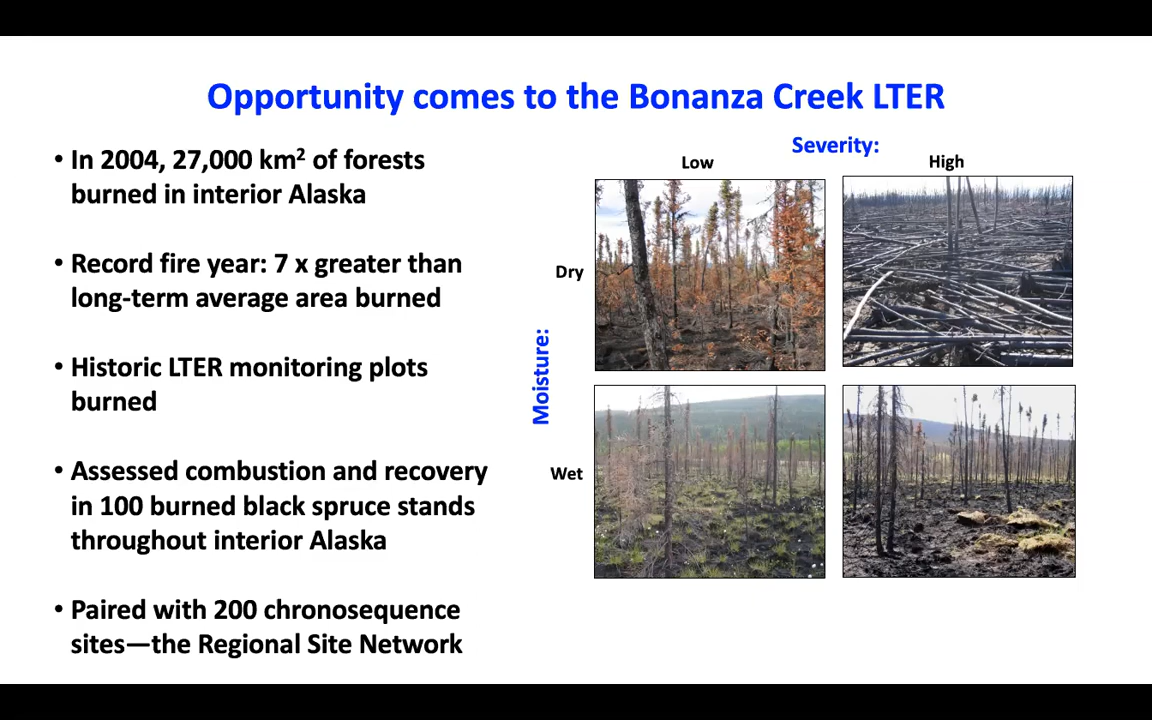 Opportunity comes to the Bonanza Creek LTER
• In 2004, 27,000 km² of forests
burned in interior Alaska
• Record fire year: 7 x greater than
long-term average area burned
• Historic LTER monitoring plots
burned
• Assessed combustion and recovery
in 100 burned black spruce stands
throughout interior Alaska
• Paired with 200 chronosequence
sites—the Regional Site Network
Severity:
Low
High
Moisture:
Dry
Wet